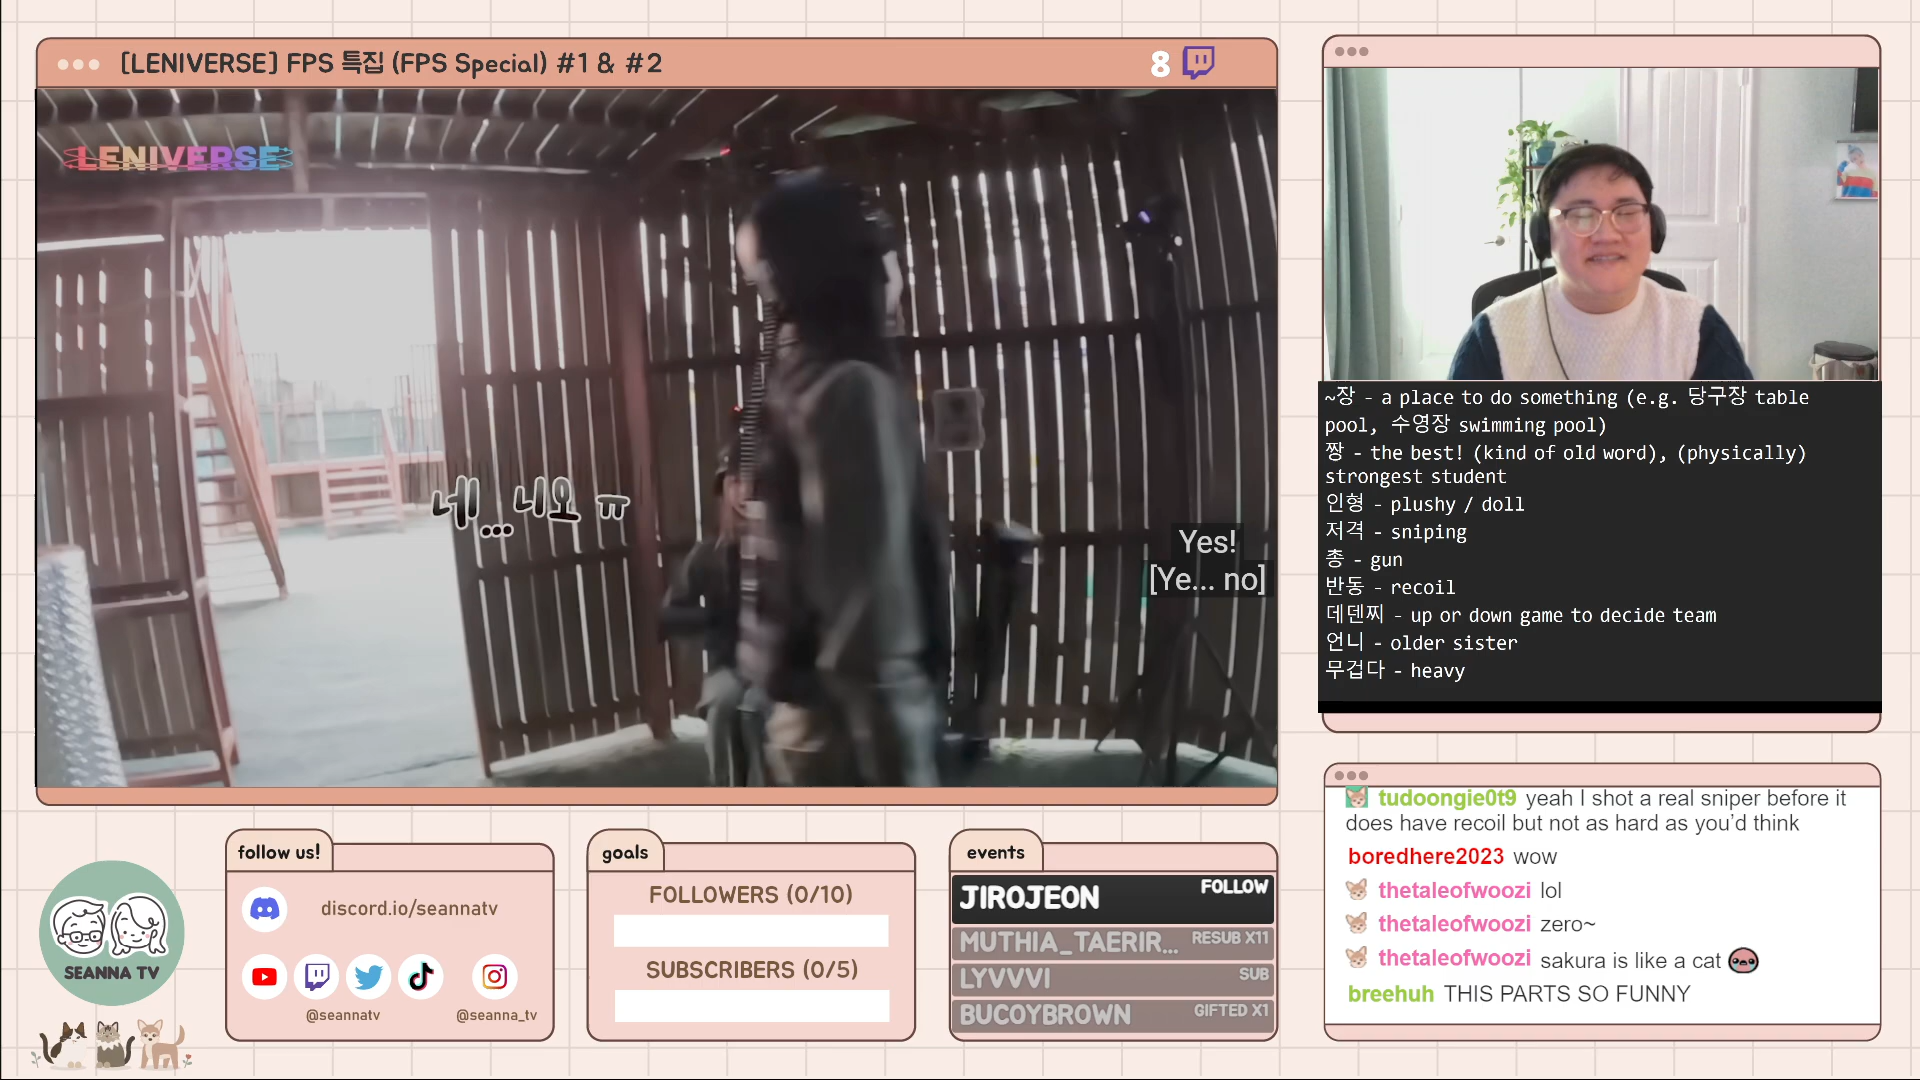 [LENIVERSE] FPS 특집 (FPS Special) #1 & #2
8
LENIVERSE
네...니오 ㅠ
Yes!
[Ye... no]
~장 - a place to do something (e.g. 당구장 table
pool, 수영장 swimming pool)
짱 - the best! (kind of old word), (physically)
strongest student
인형 - plushy / doll
저격 - sniping
총 - gun
반동 - recoil
데덴찌 - up or down game to decide team
언니 - older sister
무겁다 - heavy
tudoongie0t9 yeah I shot a real sniper before it
does have recoil but not as hard as you'd think
boredhere2023 wow
thetaleofwoozi lol
thetaleofwoozi zero~
thetaleofwoozi sakura is like a cat
breehuh THIS PARTS SO FUNNY
SEANNA TV
follow us!
discord.io/seannatv
@seannatv
@seanna_tv
goals
FOLLOWERS (0/10)
SUBSCRIBERS (0/5)
events
JIROJEON FOLLOW
MUTHIA_TAERIR... RESUB X11
LYVVVI SUB
BUCOYBROWN GIFTED X1